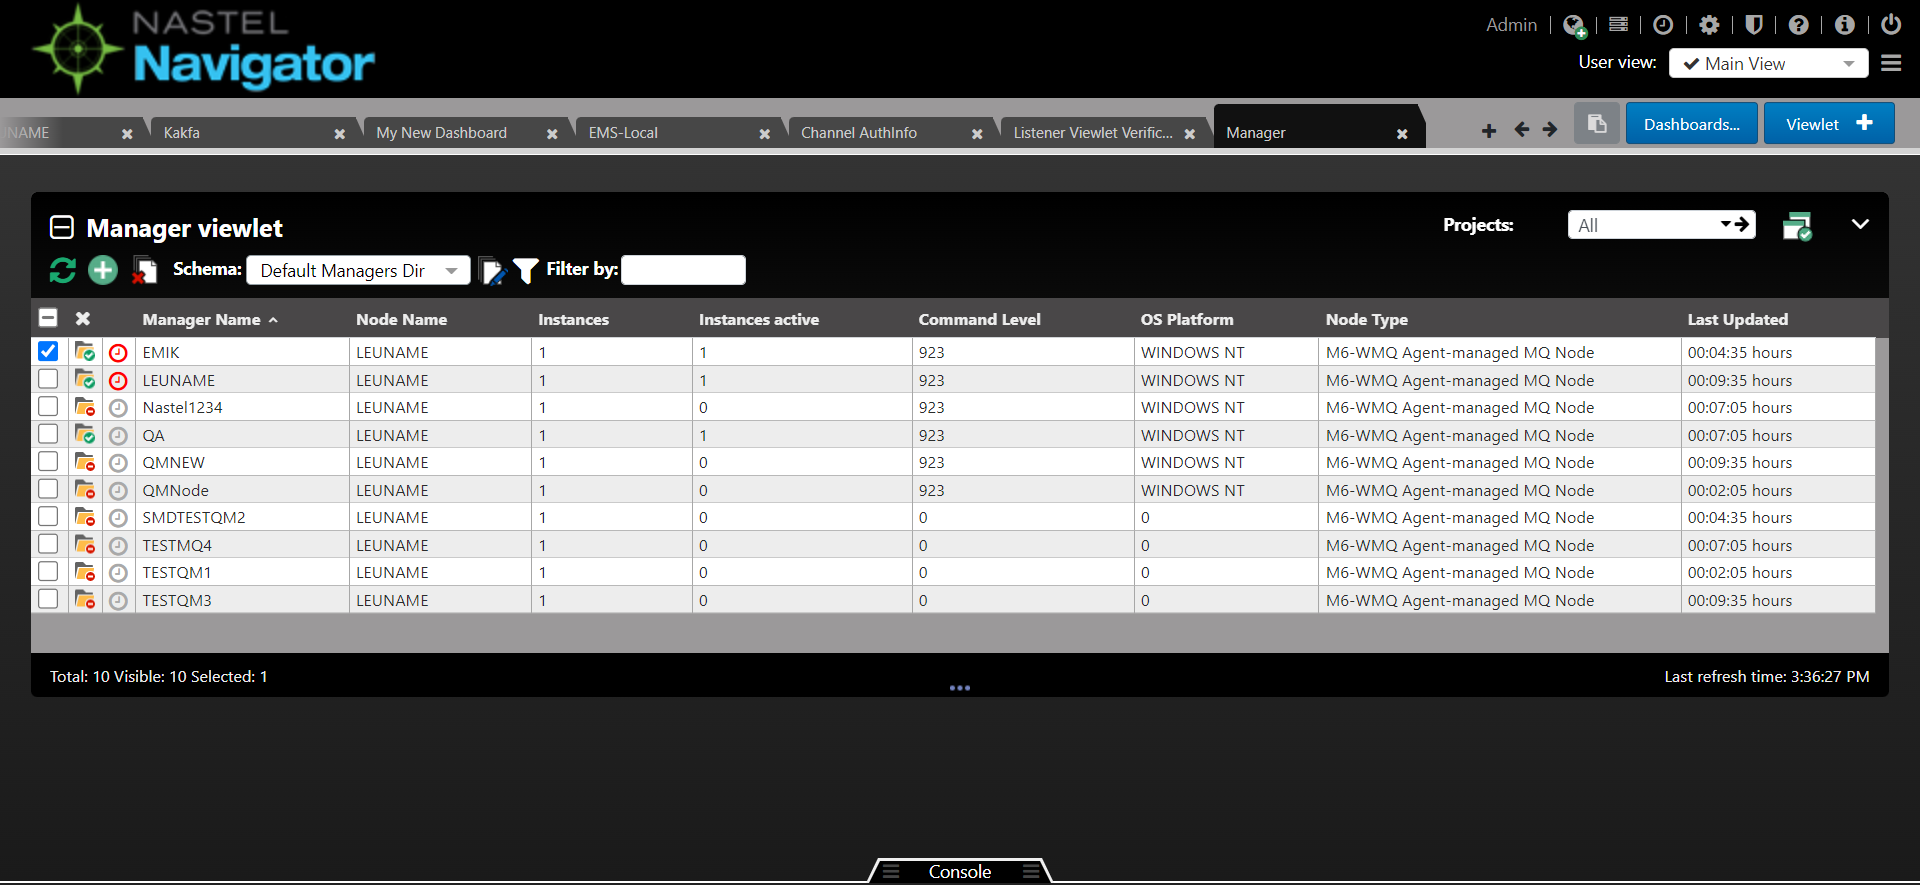 NASTEL
Navigator
Admin
User view: Main View
NAME
Kakfa
My New Dashboard
EMS-Local
Channel AuthInfo
Listener Viewlet Verific...
Manager
Dashboards...
Viewlet
Manager viewlet
Projects: All
Schema: Default Managers Dir Filter by:
Manager Name Node Name Instances Instances active Command Level OS Platform Node Type Last Updated
EMIK LEUNAME 1 1 923 WINDOWS NT M6-WMQ Agent-managed MQ Node 00:04:35 hours
LEUNAME LEUNAME 1 1 923 WINDOWS NT M6-WMQ Agent-managed MQ Node 00:09:35 hours
Nastel1234 LEUNAME 1 0 923 WINDOWS NT M6-WMQ Agent-managed MQ Node 00:07:05 hours
QA LEUNAME 1 1 923 WINDOWS NT M6-WMQ Agent-managed MQ Node 00:07:05 hours
QMNEW LEUNAME 1 0 923 WINDOWS NT M6-WMQ Agent-managed MQ Node 00:09:35 hours
QMNode LEUNAME 1 0 923 WINDOWS NT M6-WMQ Agent-managed MQ Node 00:02:05 hours
SMDTESTQM2 LEUNAME 1 0 0 0 M6-WMQ Agent-managed MQ Node 00:04:35 hours
TESTMQ4 LEUNAME 1 0 0 0 M6-WMQ Agent-managed MQ Node 00:07:05 hours
TESTQM1 LEUNAME 1 0 0 0 M6-WMQ Agent-managed MQ Node 00:02:05 hours
TESTQM3 LEUNAME 1 0 0 0 M6-WMQ Agent-managed MQ Node 00:09:35 hours
Total: 10 Visible: 10 Selected: 1
Last refresh time: 3:36:27 PM
Console